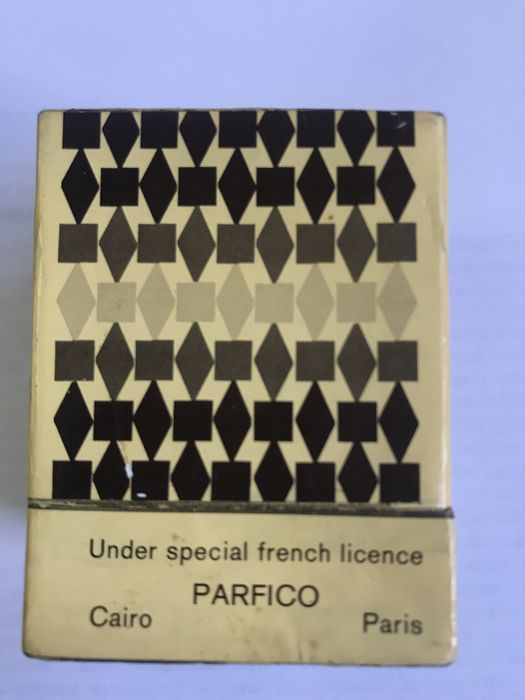 Under special french licence
PARFICO
Cairo Paris